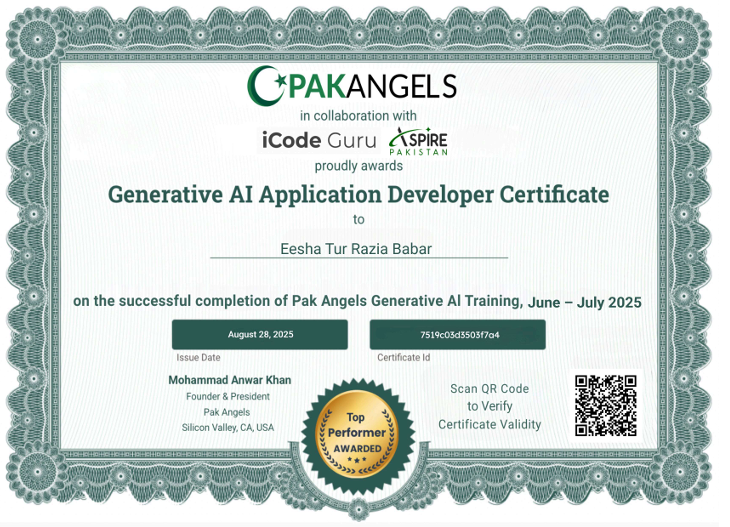 PAKANGELS
in collaboration with
iCode Guru ASPIRE
PAKISTAN
proudly awards
Generative AI Application Developer Certificate
to
Eesha Tur Razia Babar
on the successful completion of Pak Angels Generative AI Training, June – July 2025
August 28, 2025 7519c03d3503f7a4
Issue Date Certificate Id
Mohammad Anwar Khan
Founder & President
Pak Angels
Silicon Valley, CA, USA
Top
Performer
AWARDED
Scan QR Code
to Verify
Certificate Validity